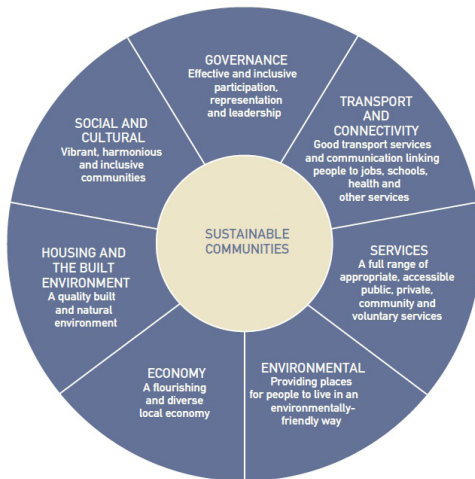 GOVERNANCE
Effective and inclusive
participation,
representation
and leadership
TRANSPORT
AND
CONNECTIVITY
Good transport services
and communication linking
people to jobs, schools,
health and
other services
SERVICES
A full range of
appropriate, accessible
public, private,
community and
voluntary services
ENVIRONMENTAL
Providing places
for people to live in an
environmentally-
friendly way
ECONOMY
A flourishing
and diverse
local economy
HOUSING AND
THE BUILT
ENVIRONMENT
A quality built
and natural
environment
SOCIAL AND
CULTURAL
Vibrant, harmonious
and inclusive
communities
SUSTAINABLE
COMMUNITIES